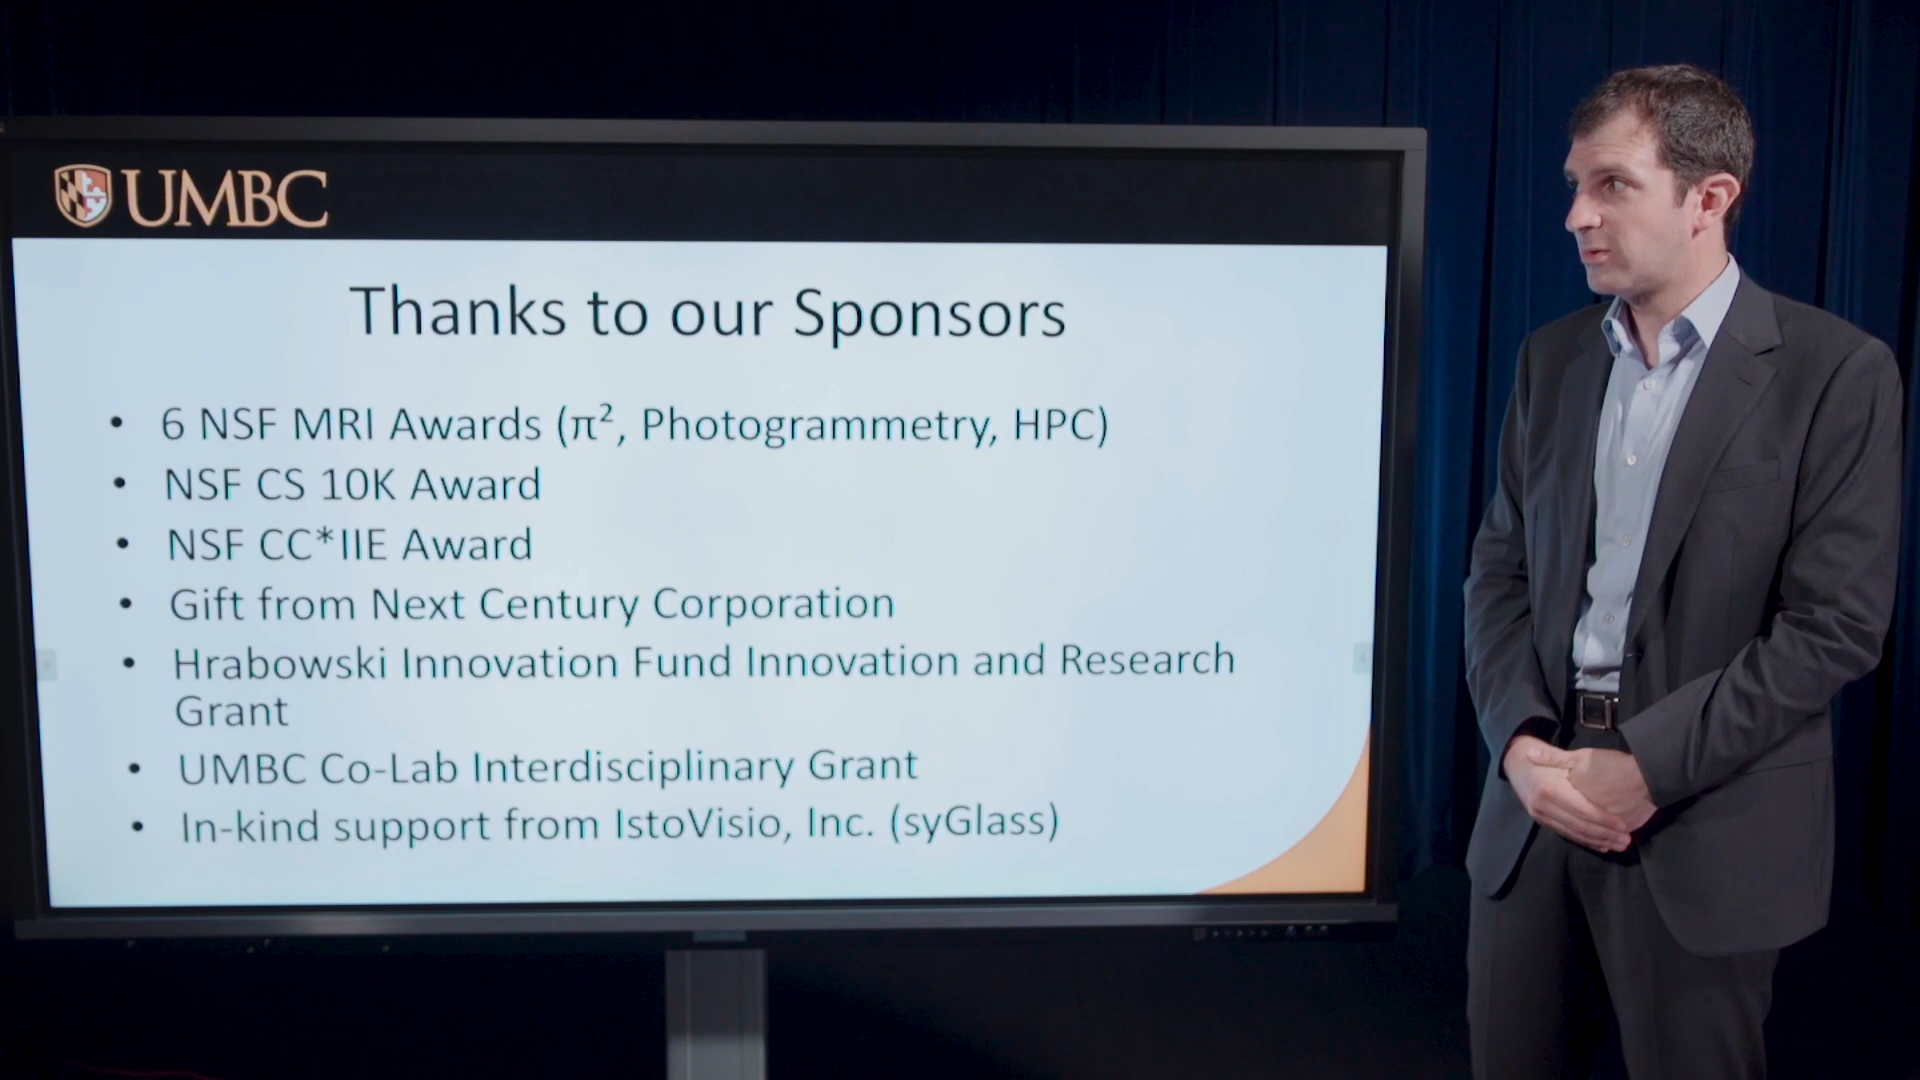 UMBC
Thanks to our Sponsors
• 6 NSF MRI Awards (π², Photogrammetry, HPC)
• NSF CS 10K Award
• NSF CC*IIE Award
• Gift from Next Century Corporation
• Hrabowski Innovation Fund Innovation and Research
Grant
• UMBC Co-Lab Interdisciplinary Grant
• In-kind support from IstoVisio, Inc. (syGlass)